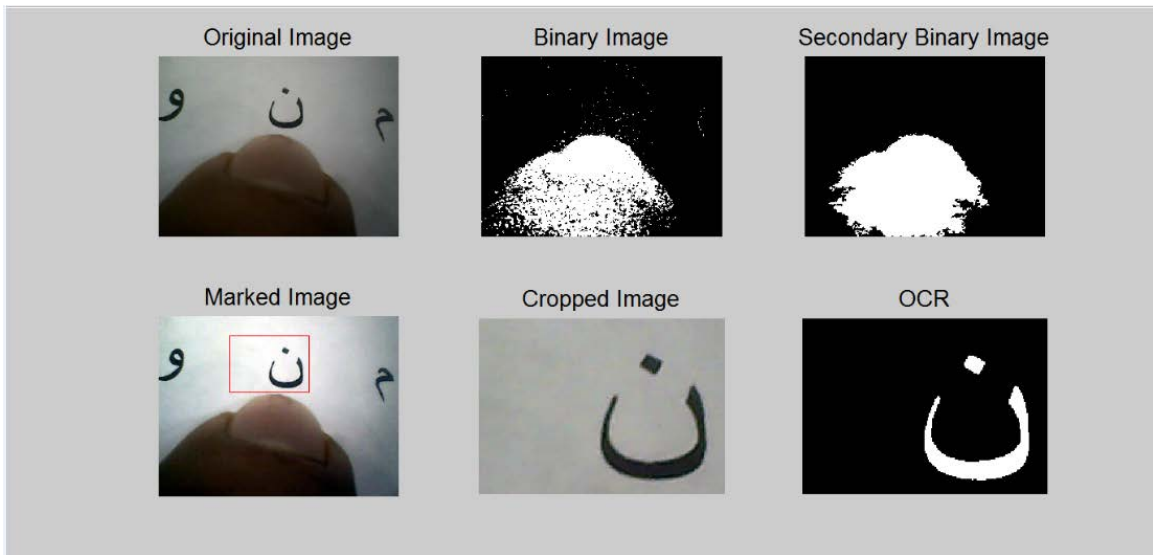 Original Image Binary Image Secondary Binary Image
م ن و
Marked Image Cropped Image OCR
م ن و
ن
ن